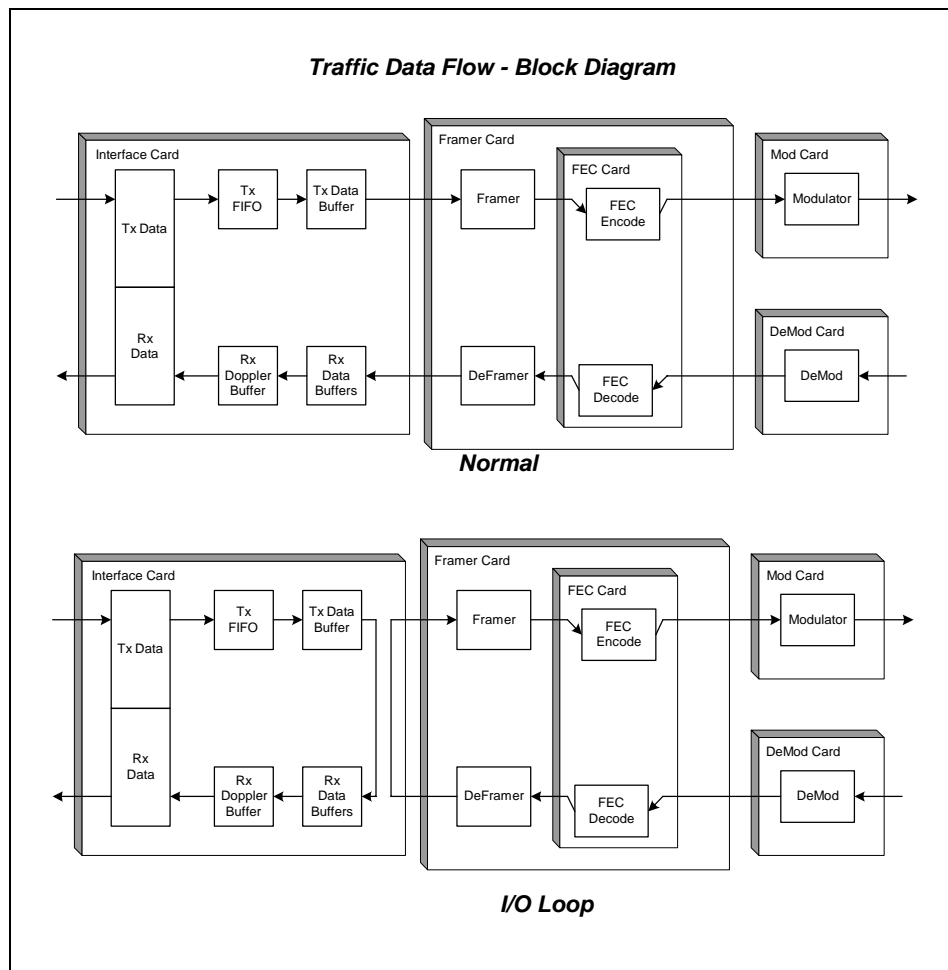 Traffic Data Flow - Block Diagram
Interface Card
Tx Data
Tx
FIFO
Tx Data
Buffer
Rx
Data
Rx
Doppler
Buffer
Rx
Data
Buffers
Framer Card
Framer
DeFramer
FEC Card
FEC
Encode
FEC
Decode
Mod Card
Modulator
DeMod Card
DeMod
Normal
Interface Card
Tx Data
Tx
FIFO
Tx Data
Buffer
Rx
Data
Rx
Doppler
Buffer
Rx
Data
Buffers
Framer Card
Framer
DeFramer
FEC Card
FEC
Encode
FEC
Decode
Mod Card
Modulator
DeMod Card
DeMod
I/O Loop